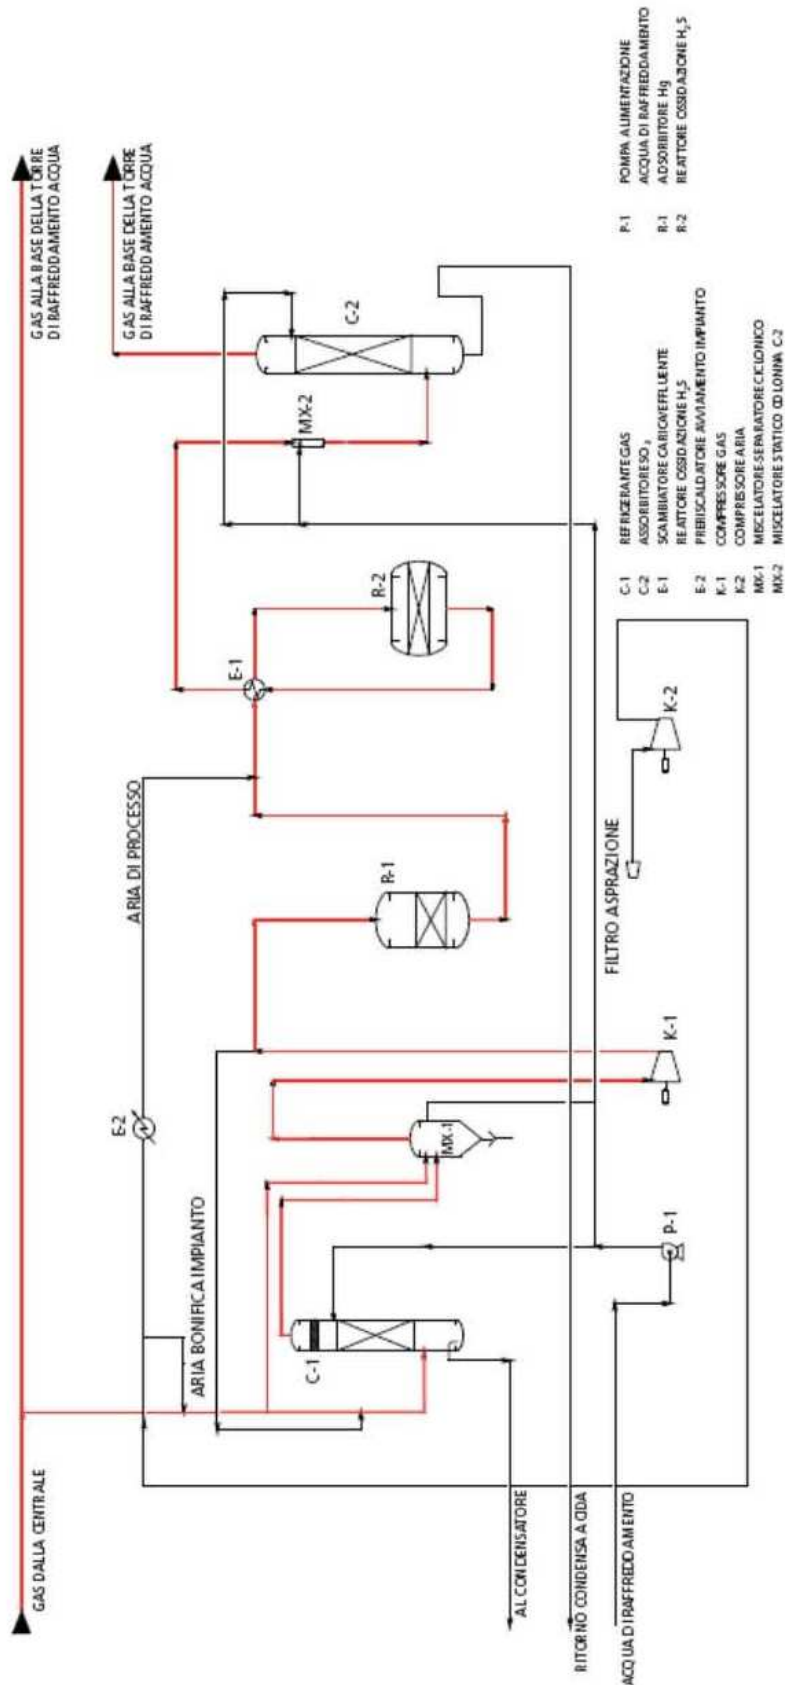 GAS DALLA CENTRALE
GAS ALLA BASE DELLA TORRE
DI RAFFREDDAMENTO ACQUA
GAS ALLA BASE DELLA TORRE
DI RAFFREDDAMENTO ACQUA
ARIA DI PROCESSO
E-2
ARIA BONIFICA IMPIANTO
E-1
MX-2
C-2
R-2
R-1
C-1
MX-1
K-1
K-2
P-1
FILTRO ASPRAZIONE
AL CONDENSATORE
RITORNO CONDENSA ACIDA
ACQUA DI RAFFREDDAMENTO
C-1 REFRIGERANTE GAS
C-2 ASSORBITORE SO2
E-1 SCAMBIATORE CARICA/EFFLUENTE
REATTORE OSSIDAZIONE H2S
E-2 PRERISCALDATORE AVVIAMENTO IMPIANTO
K-1 COMPRESSORE GAS
K-2 COMPRESSORE ARIA
MX-1 MISCELATORE-SEPARATORE CICLONICO
MX-2 MISCELATORE STATICO COLONNA C-2
P-1 POMPA ALIMENTAZIONE
ACQUA DI RAFFREDDAMENTO
R-1 ADSORBITORE Hg
R-2 REATTORE OSSIDAZIONE H2S